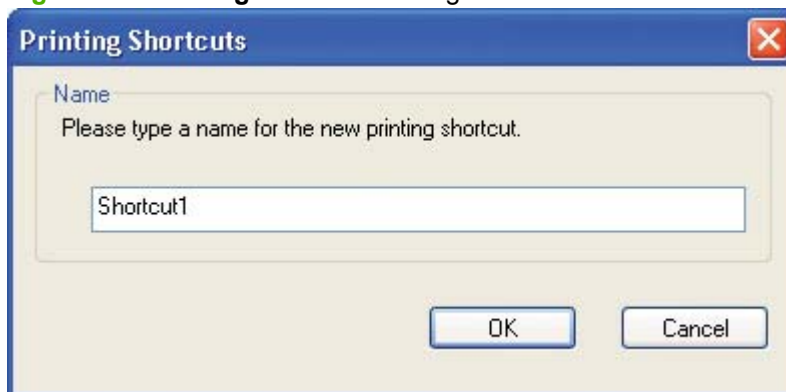 Printing Shortcuts
Name
Please type a name for the new printing shortcut.
Shortcut1
OK
Cancel